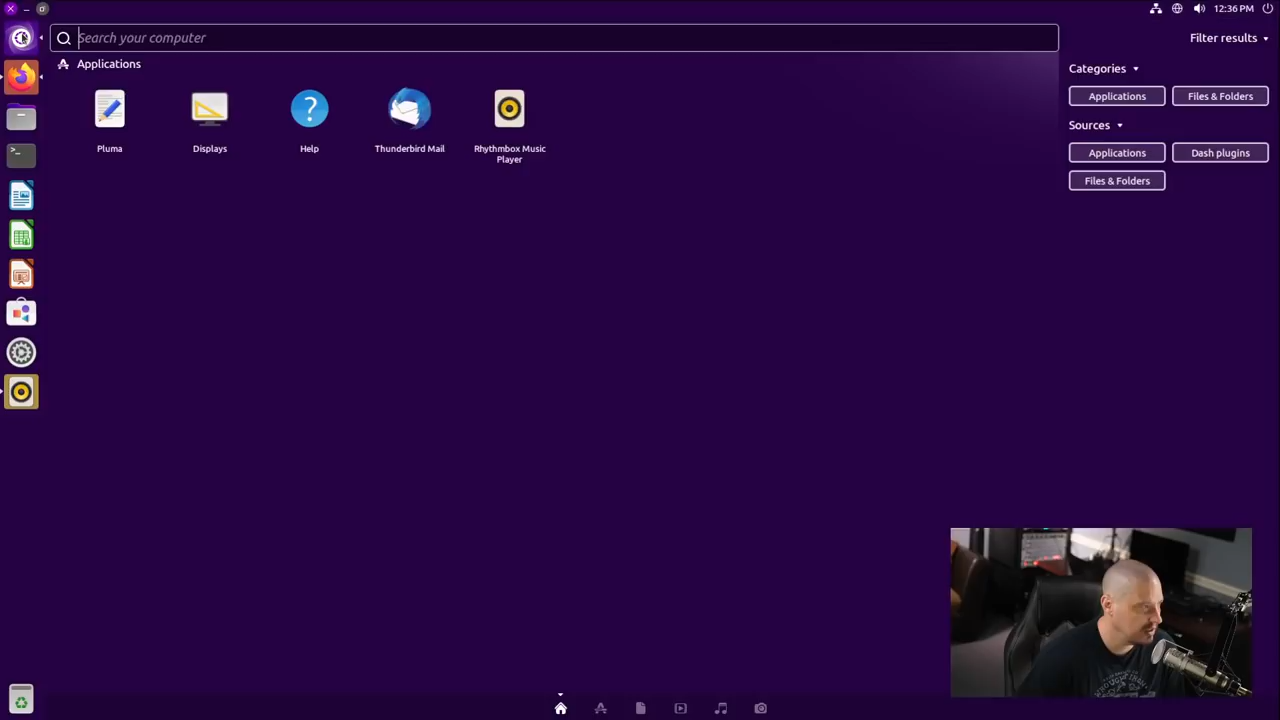 12:36 PM
Search your computer
Filter results
Applications
Pluma
Displays
Help
Thunderbird Mail
Rhythmbox Music
Player
Categories
Applications
Files & Folders
Sources
Applications
Dash plugins
Files & Folders